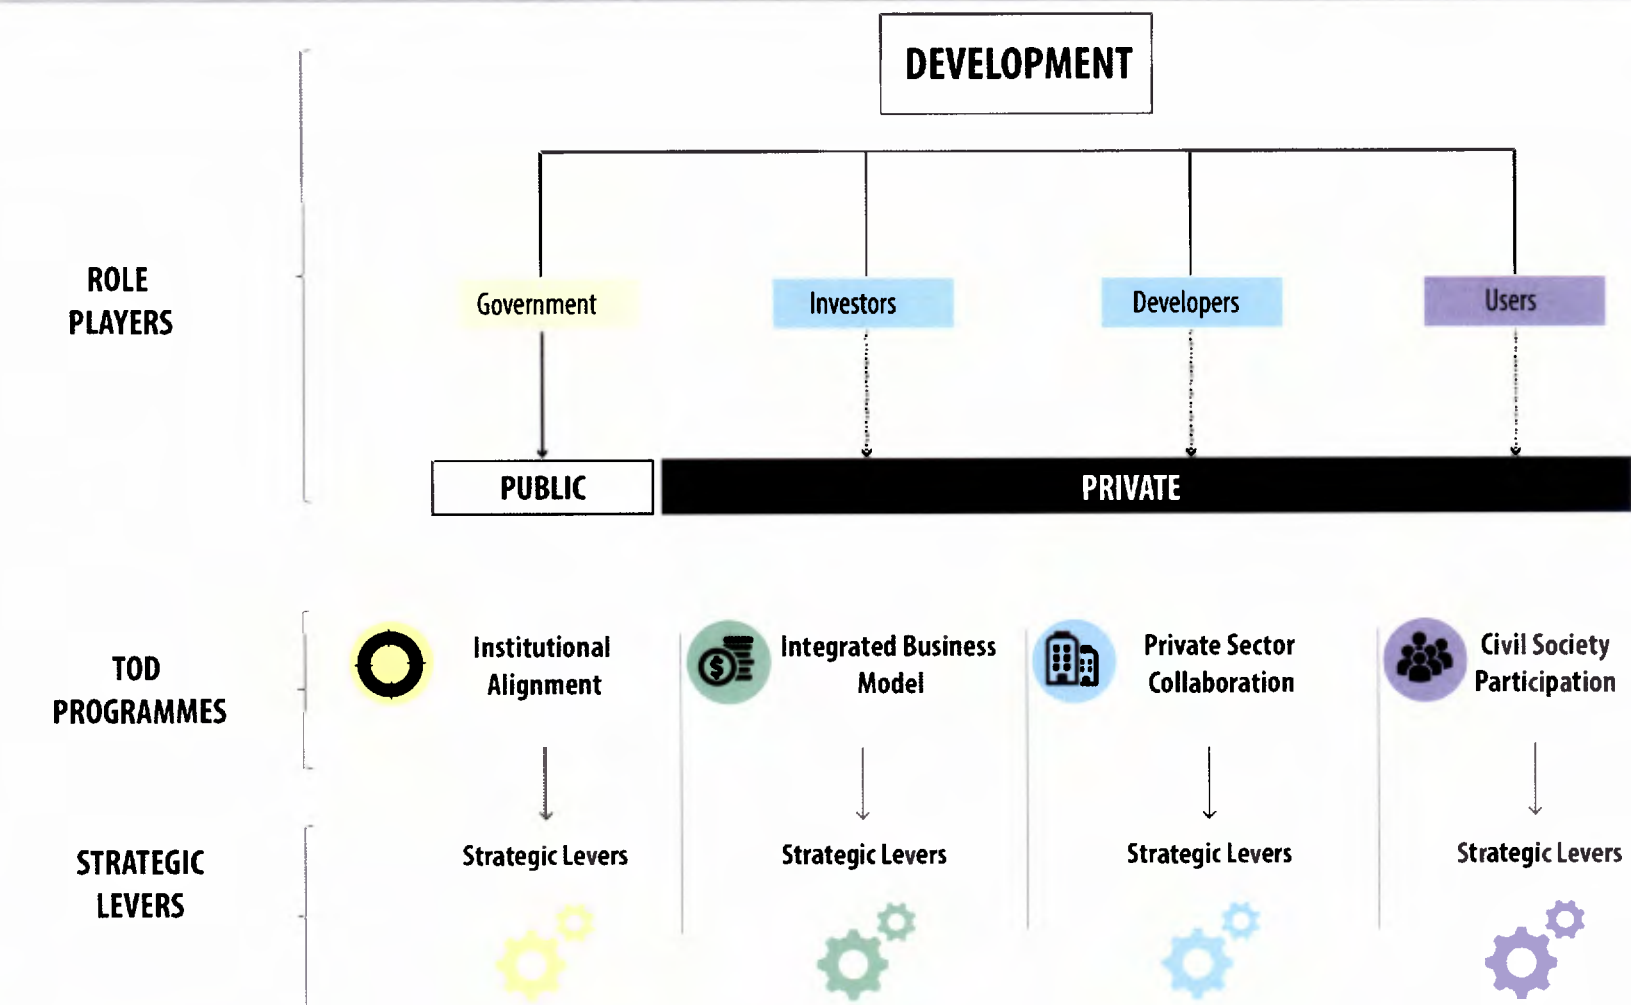 DEVELOPMENT
ROLE
PLAYERS
Government
Investors
Developers
Users
PUBLIC
PRIVATE
TOD
PROGRAMMES
Institutional
Alignment
$
Integrated Business
Model
Private Sector
Collaboration
Civil Society
Participation
STRATEGIC
LEVERS
Strategic Levers
Strategic Levers
Strategic Levers
Strategic Levers